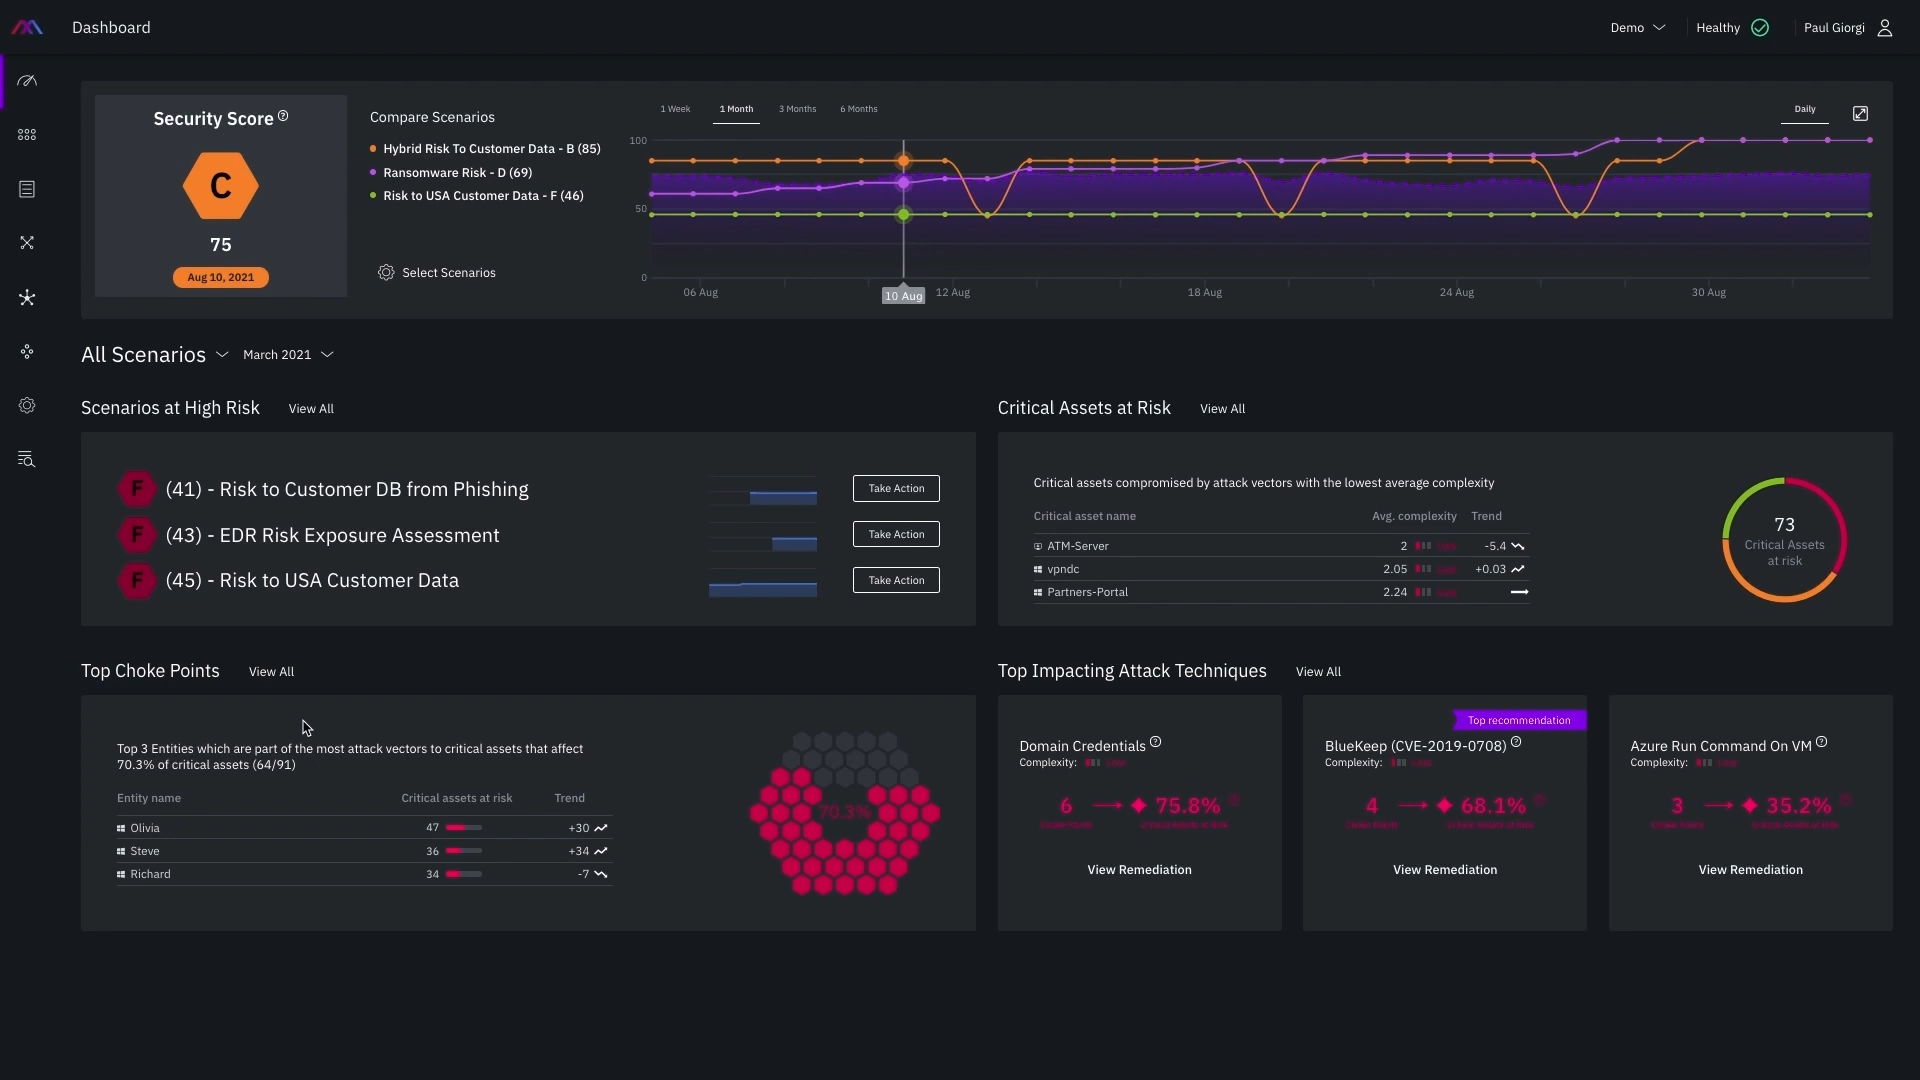 Dashboard
Demo
Healthy
Paul Giorgi
Security Score
C
75
Aug 10, 2021
Compare Scenarios
Hybrid Risk To Customer Data - B (85)
Ransomware Risk - D (69)
Risk to USA Customer Data - F (46)
Select Scenarios
1 Week 1 Month 3 Months 6 Months
Daily
100
50
0
06 Aug 10 Aug 12 Aug 18 Aug 24 Aug 30 Aug
All Scenarios March 2021
Scenarios at High Risk View All
F (41) - Risk to Customer DB from Phishing Take Action
F (43) - EDR Risk Exposure Assessment Take Action
F (45) - Risk to USA Customer Data Take Action
Critical Assets at Risk View All
Critical assets compromised by attack vectors with the lowest average complexity
Critical asset name Avg. complexity Trend
ATM-Server 2 -5.4
vpndc 2.05 +0.03
Partners-Portal 2.24
73
Critical Assets
at risk
Top Choke Points View All
Top 3 Entities which are part of the most attack vectors to critical assets that affect
70.3% of critical assets (64/91)
Entity name Critical assets at risk Trend
Olivia 47 +30
Steve 36 +34
Richard 34 -7
70.3%
Top Impacting Attack Techniques View All
Domain Credentials
Complexity:
6 75.8%
View Remediation
Top recommendation
BlueKeep (CVE-2019-0708)
Complexity:
4 68.1%
View Remediation
Azure Run Command On VM
Complexity:
3 35.2%
View Remediation